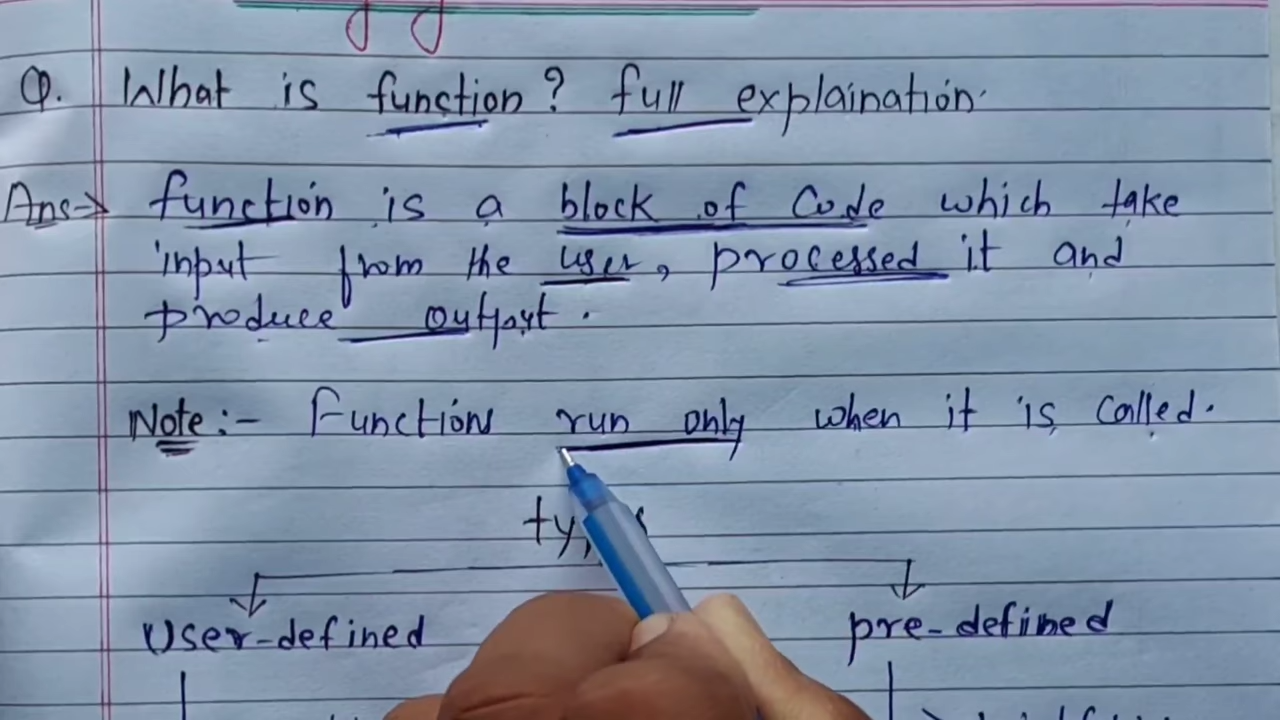 Q. What is function? full explaination.
Ans→ function is a block of Code which take
input from the user, processed it and
produce output.
Note:- Functions run only when it is called.
User-defined pre-defined